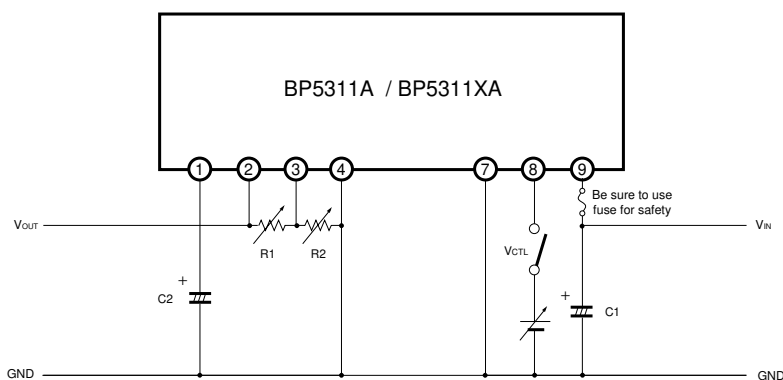 BP5311A / BP5311XA
1 2 3 4 7 8 9
Be sure to use
fuse for safety
VOUT
VIN
R1 R2
VCTL
+
C2
+
C1
GND
GND